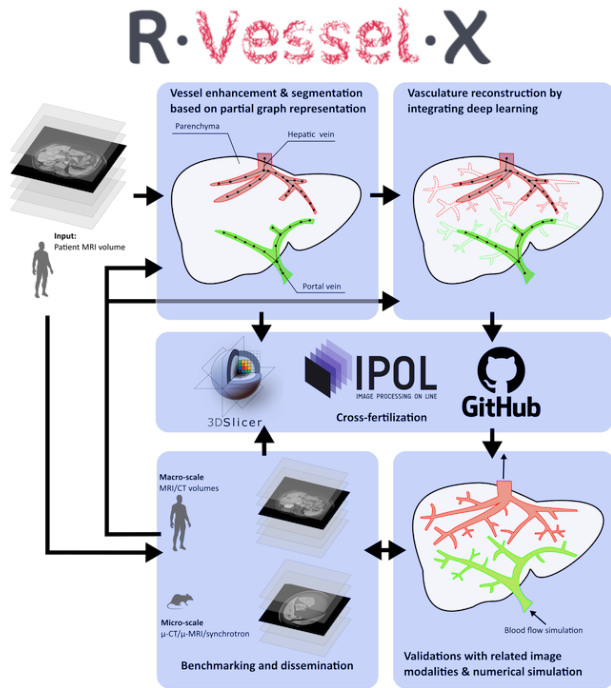 R·Vessel·X
Vessel enhancement & segmentation
based on partial graph representation
Vasculature reconstruction by
integrating deep learning
Parenchyma
Hepatic vein
Input:
Patient MRI volume
Portal vein
3DSlicer
IPOL
IMAGE PROCESSING ON LINE
Cross-fertilization
GitHub
Macro-scale
MRI/CT volumes
Micro-scale
μ-CT/μ-MRI/synchrotron
Benchmarking and dissemination
Blood flow simulation
Validations with related image
modalities & numerical simulation